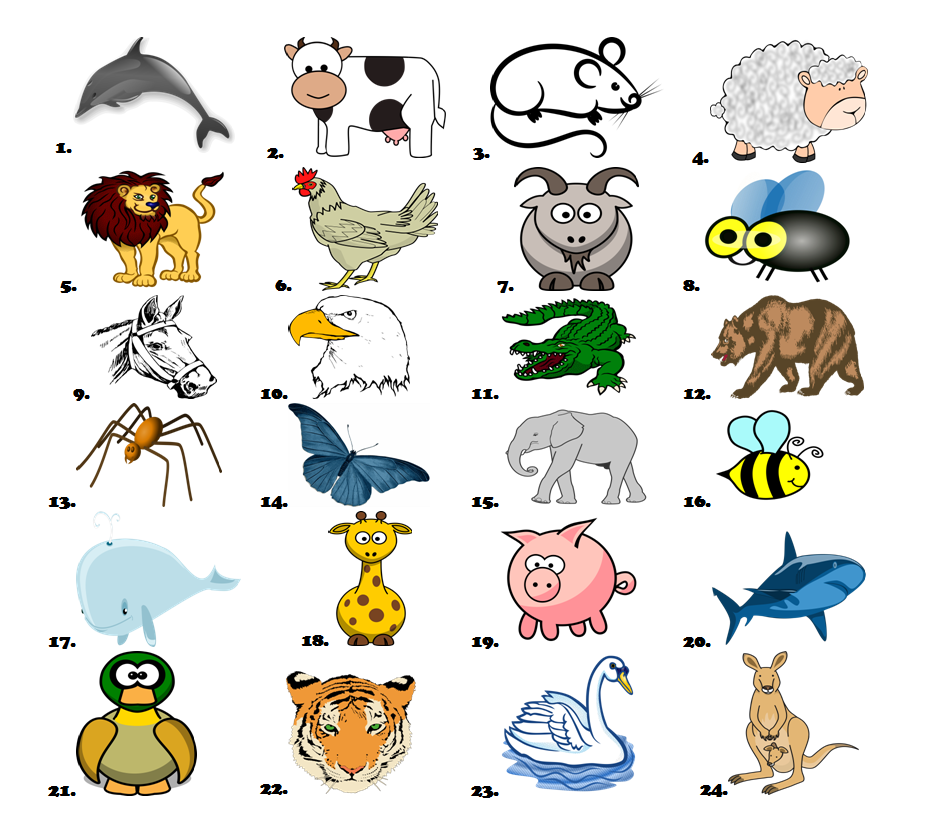 1. 2. 3. 4.
5. 6. 7. 8.
9. 10. 11. 12.
13. 14. 15. 16.
17. 18. 19. 20.
21. 22. 23. 24.